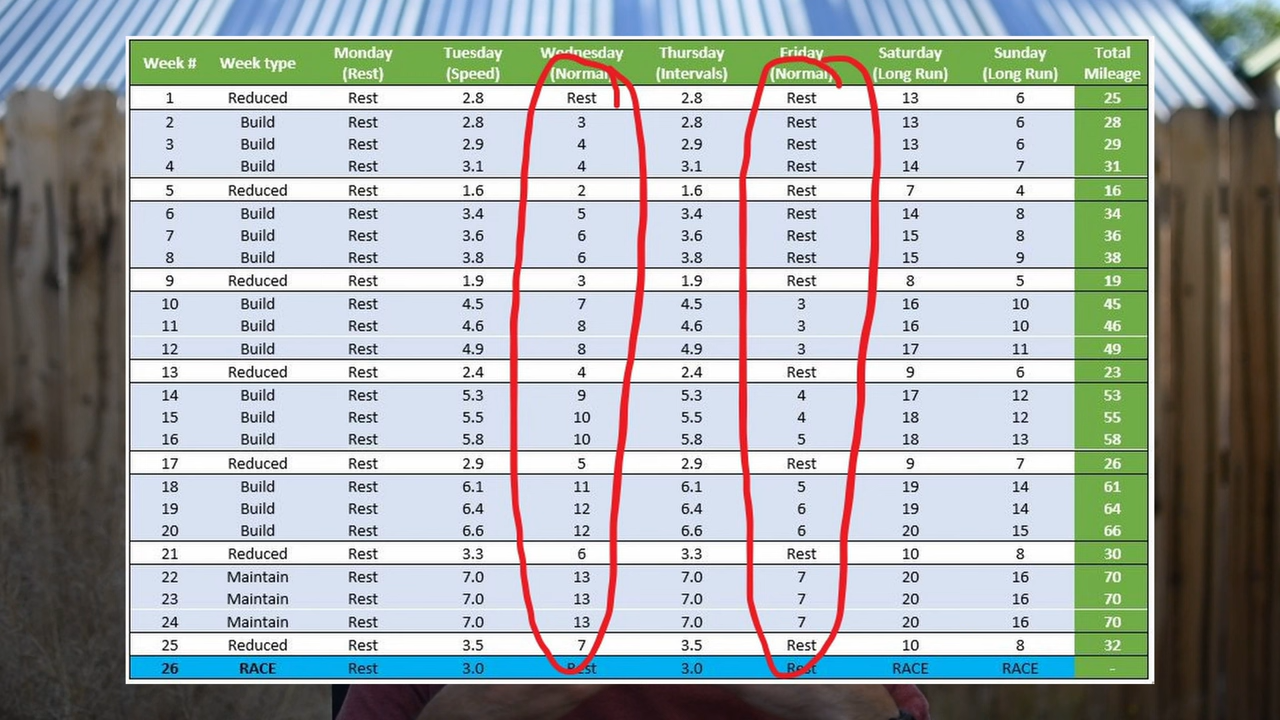 Week # Week type Monday (Rest) Tuesday (Speed) Wednesday (Normal) Thursday (Intervals) Friday (Normal) Saturday (Long Run) Sunday (Long Run) Total Mileage
1 Reduced Rest 2.8 Rest 2.8 Rest 13 6 25
2 Build Rest 2.8 3 2.8 Rest 13 6 28
3 Build Rest 2.9 4 2.9 Rest 13 6 29
4 Build Rest 3.1 4 3.1 Rest 14 7 31
5 Reduced Rest 1.6 2 1.6 Rest 7 4 16
6 Build Rest 3.4 5 3.4 Rest 14 8 34
7 Build Rest 3.6 6 3.6 Rest 15 8 36
8 Build Rest 3.8 6 3.8 Rest 15 9 38
9 Reduced Rest 1.9 3 1.9 Rest 8 5 19
10 Build Rest 4.5 7 4.5 3 16 10 45
11 Build Rest 4.6 8 4.6 3 16 10 46
12 Build Rest 4.9 8 4.9 3 17 11 49
13 Reduced Rest 2.4 4 2.4 Rest 9 6 23
14 Build Rest 5.3 9 5.3 4 17 12 53
15 Build Rest 5.5 10 5.5 4 18 12 55
16 Build Rest 5.8 10 5.8 5 18 13 58
17 Reduced Rest 2.9 5 2.9 Rest 9 7 26
18 Build Rest 6.1 11 6.1 5 19 14 61
19 Build Rest 6.4 12 6.4 6 19 14 64
20 Build Rest 6.6 12 6.6 6 20 15 66
21 Reduced Rest 3.3 6 3.3 Rest 10 8 30
22 Maintain Rest 7.0 13 7.0 7 20 16 70
23 Maintain Rest 7.0 13 7.0 7 20 16 70
24 Maintain Rest 7.0 13 7.0 7 20 16 70
25 Reduced Rest 3.5 7 3.5 Rest 10 8 32
26 RACE Rest 3.0 Rest 3.0 Rest RACE RACE -